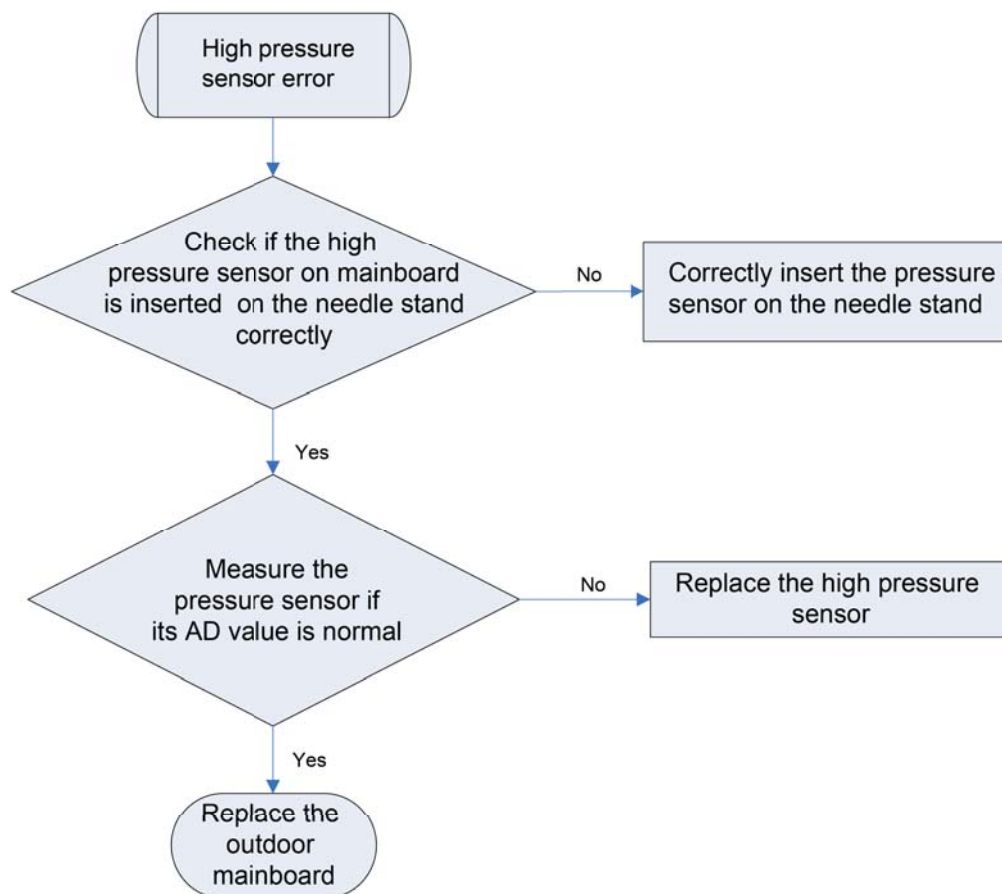 High pressure
sensor error
Check if the high
pressure sensor on mainboard
is inserted on the needle stand
correctly
No
Correctly insert the pressure
sensor on the needle stand
Yes
Measure the
pressure sensor if
its AD value is normal
No
Replace the high pressure
sensor
Yes
Replace the
outdoor
mainboard